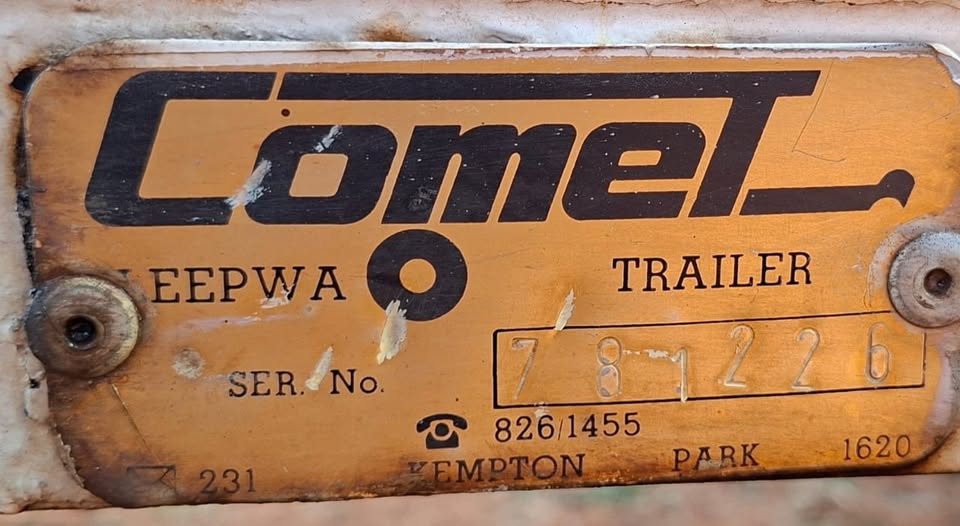 Comet
LEEPWA TRAILER
SER. No. 781226
826/1455
231 KEMPTON PARK 1620